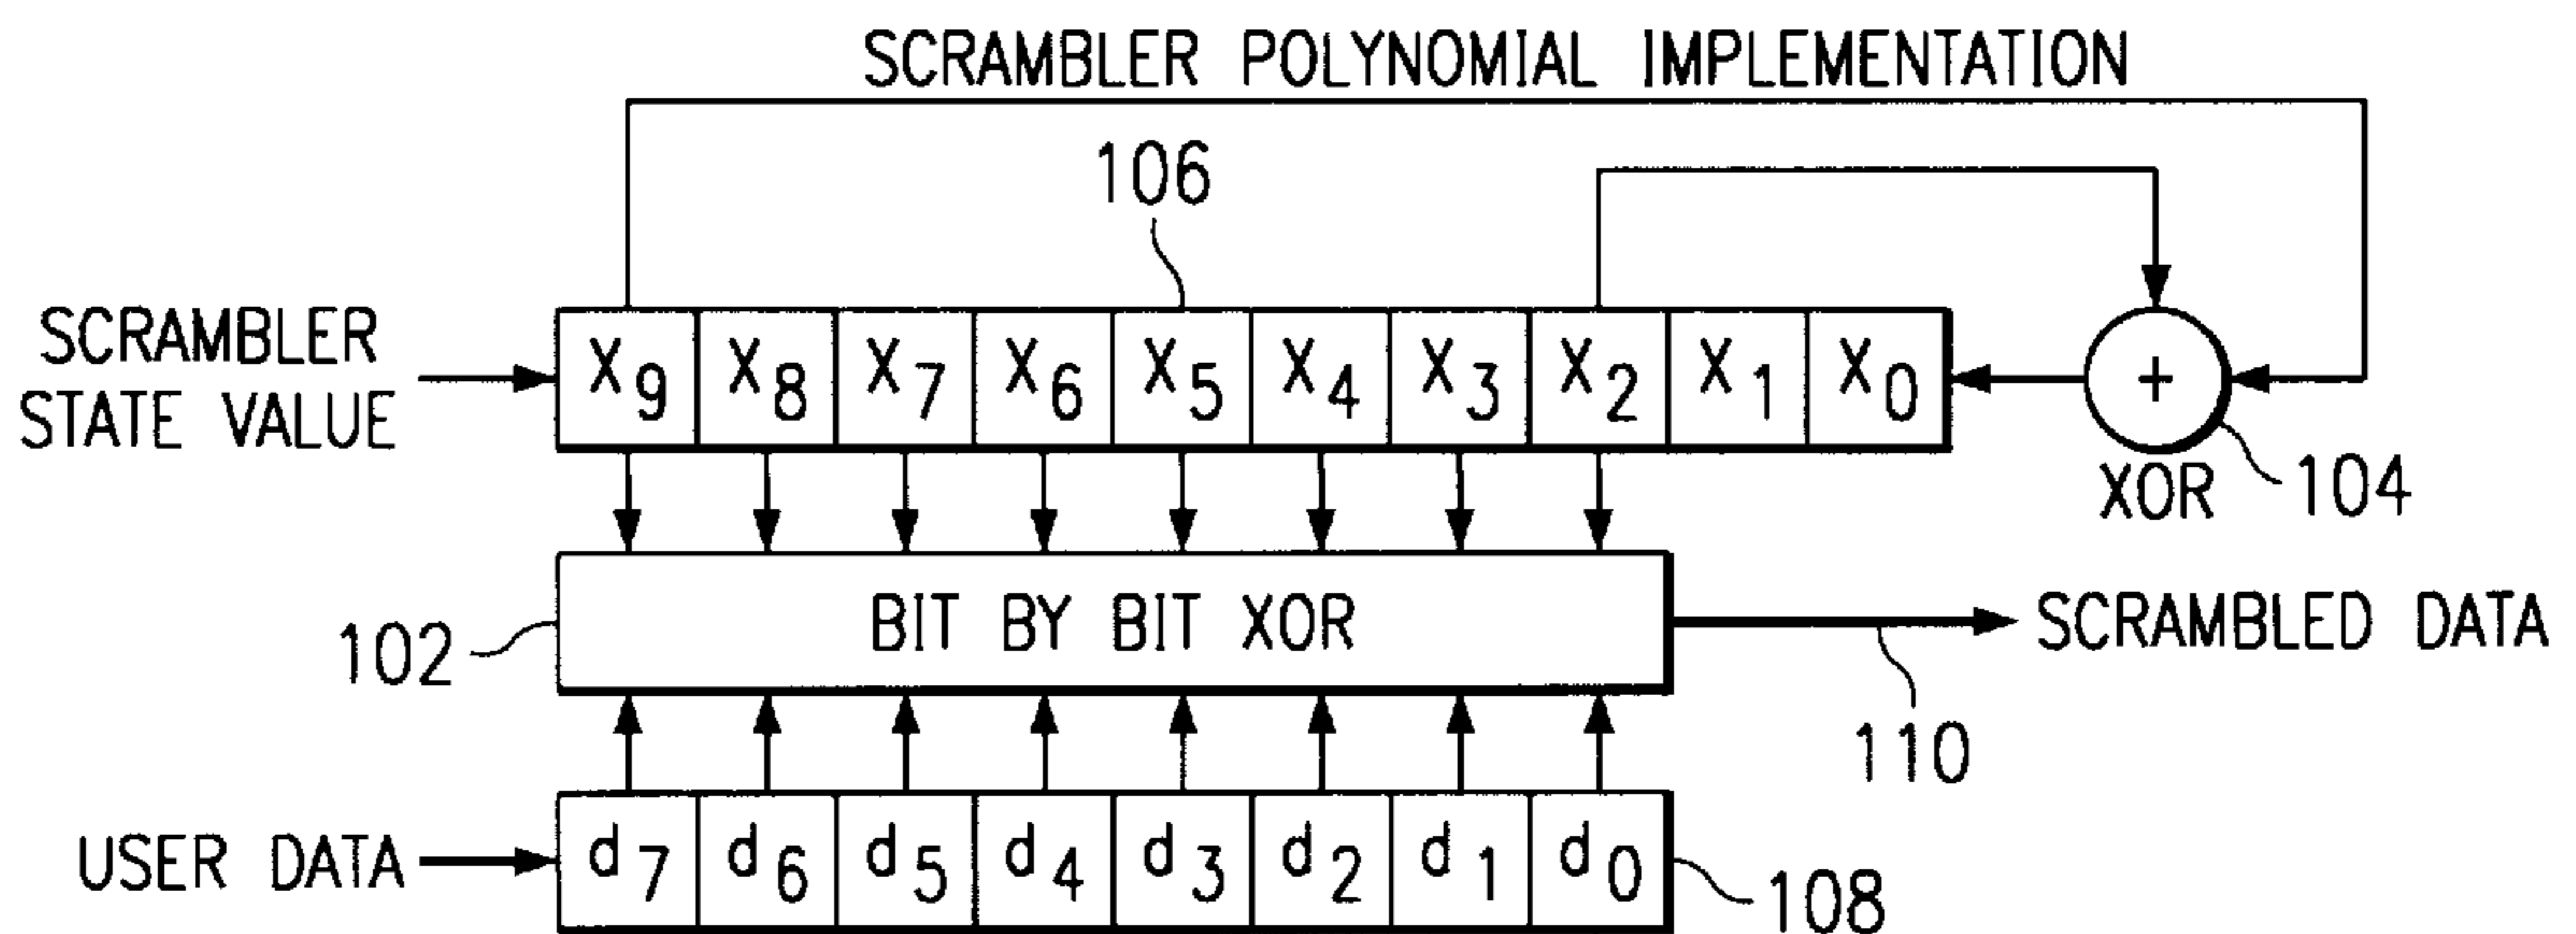 SCRAMBLER POLYNOMIAL IMPLEMENTATION
106
SCRAMBLER
STATE VALUE
X9 X8 X7 X6 X5 X4 X3 X2 X1 X0
+
XOR
104
102
BIT BY BIT XOR
SCRAMBLED DATA
110
USER DATA
d7 d6 d5 d4 d3 d2 d1 d0
108